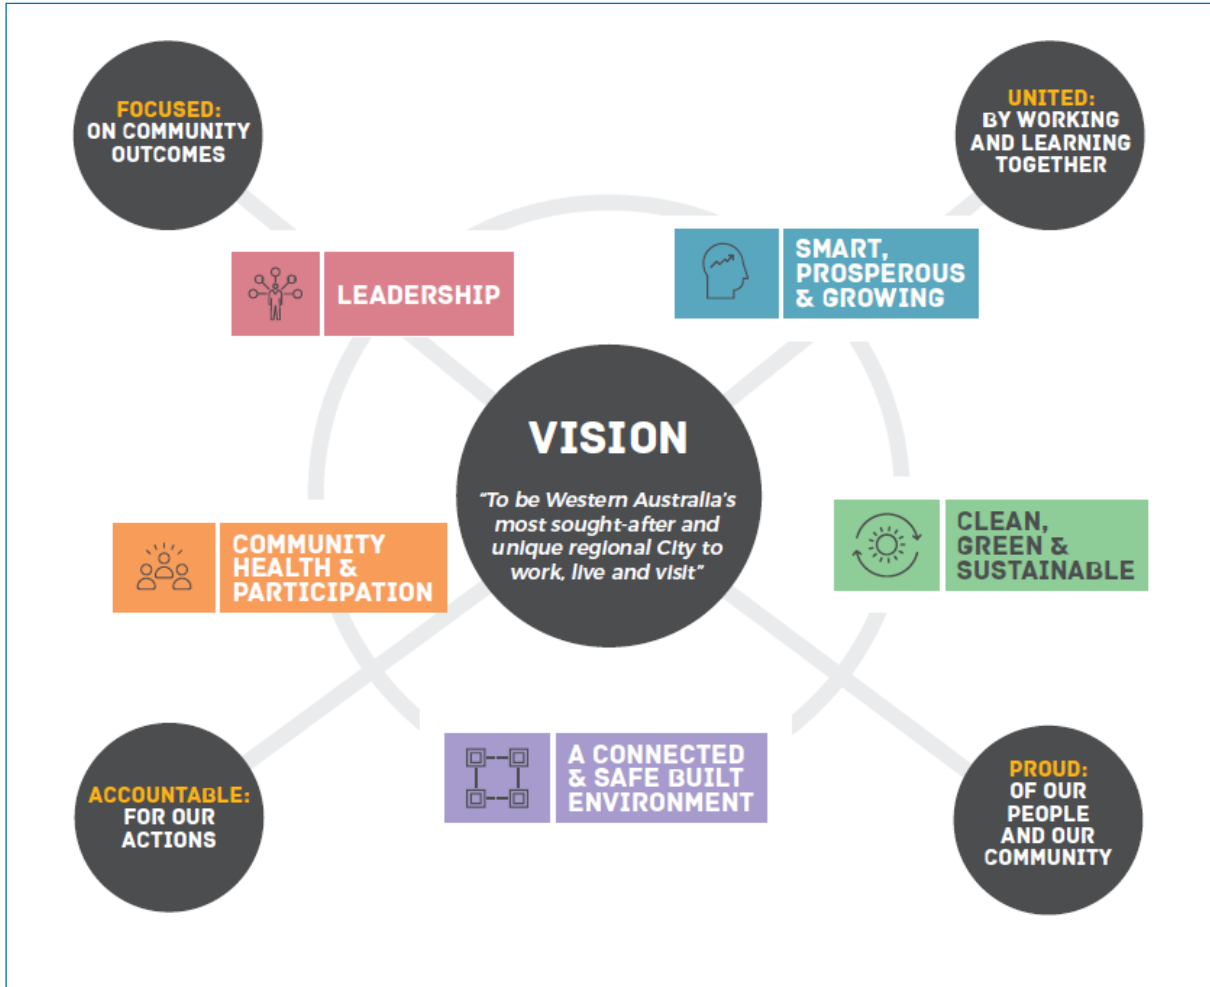 FOCUSED:
ON COMMUNITY
OUTCOMES
UNITED:
BY WORKING
AND LEARNING
TOGETHER
LEADERSHIP
SMART,
PROSPEROUS
& GROWING
VISION
“To be Western Australia’s
most sought-after and
unique regional City to
work, live and visit”
COMMUNITY
HEALTH &
PARTICIPATION
CLEAN,
GREEN &
SUSTAINABLE
A CONNECTED
& SAFE BUILT
ENVIRONMENT
ACCOUNTABLE:
FOR OUR
ACTIONS
PROUD:
OF OUR
PEOPLE
AND OUR
COMMUNITY